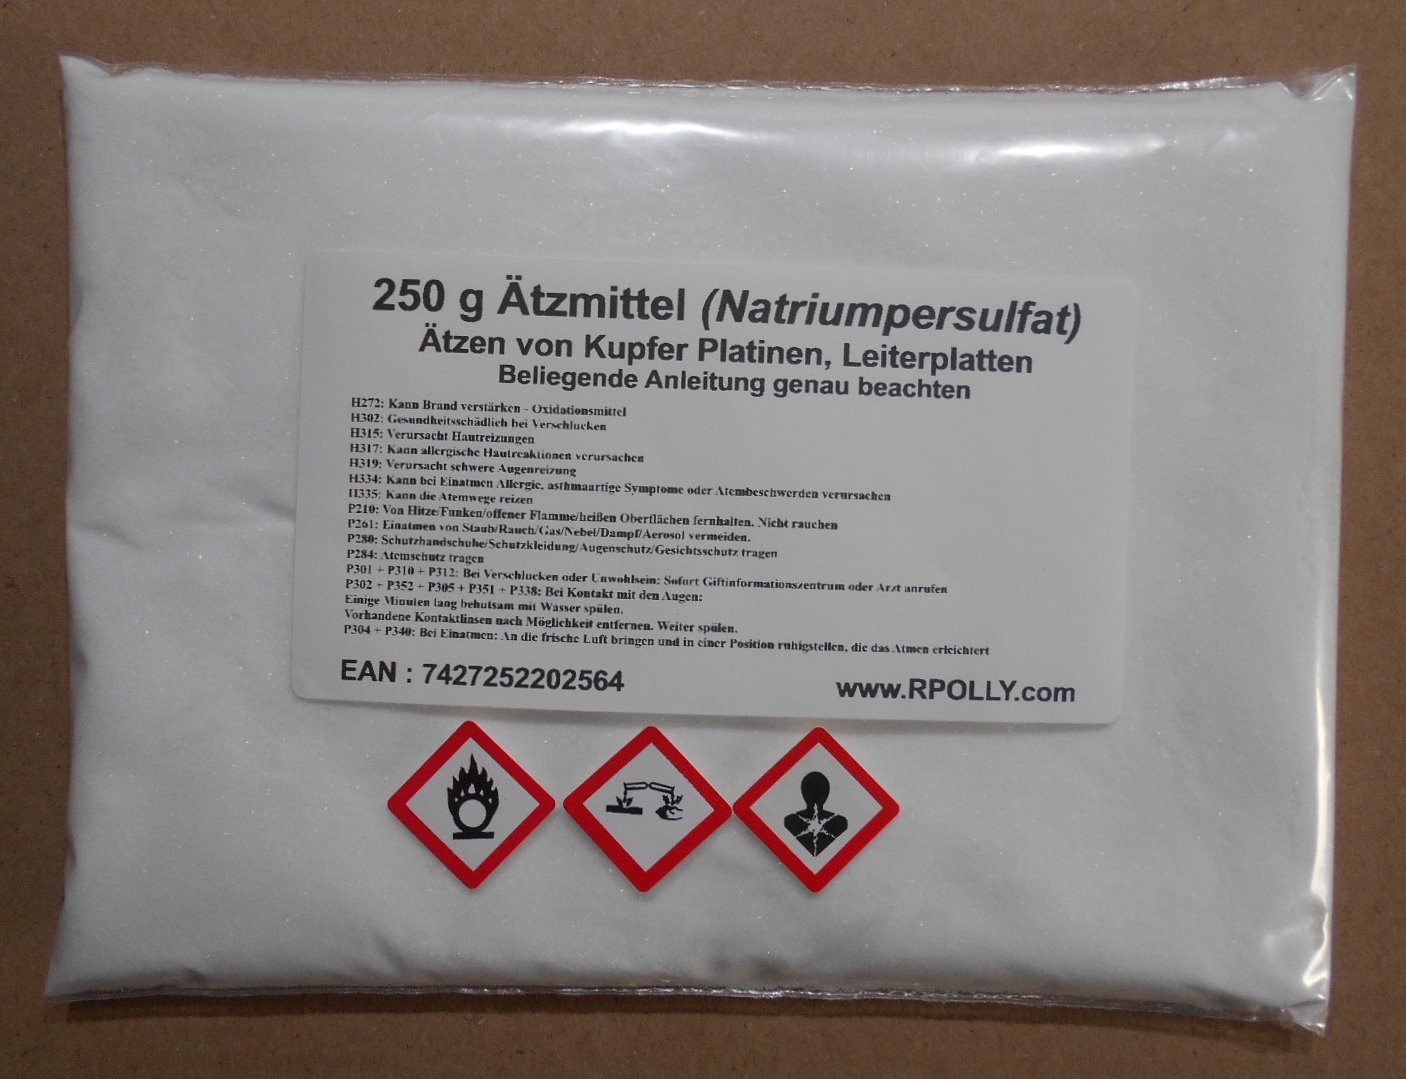 250 g Ätzmittel (Natriumpersulfat)
Ätzen von Kupfer Platinen, Leiterplatten
Beliegende Anleitung genau beachten
H272: Kann Brand verstärken - Oxidationsmittel
H302: Gesundheitsschädlich bei Verschlucken
H315: Verursacht Hautreizungen
H317: Kann allergische Hautreaktionen verursachen
H319: Verursacht schwere Augenreizung
H334: Kann bei Einatmen Allergie, asthmaartige Symptome oder Atembeschwerden verursachen
H335: Kann die Atemwege reizen
P210: Von Hitze/Funken/offener Flamme/heißen Oberflächen fernhalten. Nicht rauchen
P261: Einatmen von Staub/Rauch/Gas/Nebel/Dampf/Aerosol vermeiden.
P280: Schutzhandschuhe/Schutzkleidung/Augenschutz/Gesichtsschutz tragen
P284: Atemschutz tragen
P301 + P310 + P312: Bei Verschlucken oder Unwohlsein: Sofort Giftinformationszentrum oder Arzt anrufen
P302 + P352 + P305 + P351 + P338: Bei Kontakt mit den Augen:
Einige Minuten lang behutsam mit Wasser spülen.
Vorhandene Kontaktlinsen nach Möglichkeit entfernen. Weiter spülen.
P304 + P340: Bei Einatmen: An die frische Luft bringen und in einer Position ruhigstellen, die das Atmen erleichtert
EAN : 7427252202564
www.RPOLLY.com